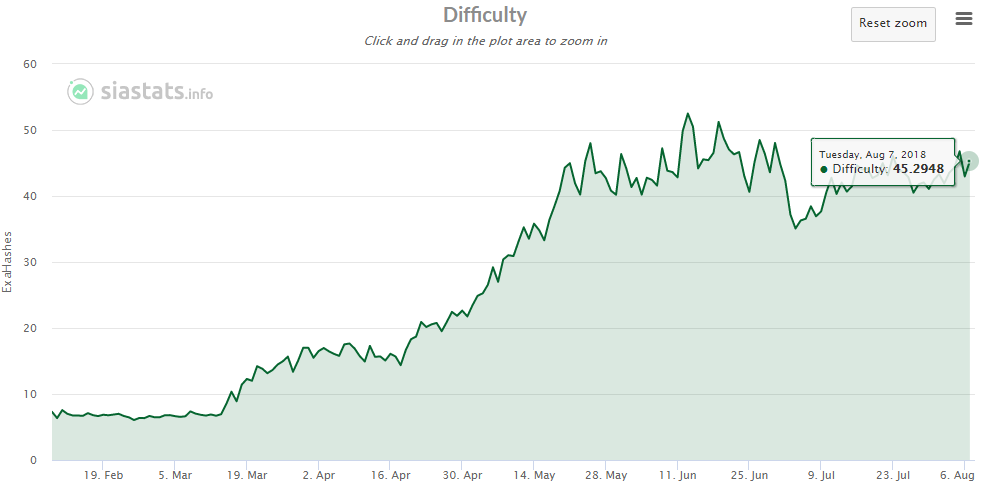 Difficulty
Click and drag in the plot area to zoom in
Reset zoom
siastats.info
ExaHashes
60
50
40
30
20
10
0
Tuesday, Aug 7, 2018
Difficulty: 45.2948
19. Feb
5. Mar
19. Mar
2. Apr
16. Apr
30. Apr
14. May
28. May
11. Jun
25. Jun
9. Jul
23. Jul
6. Aug